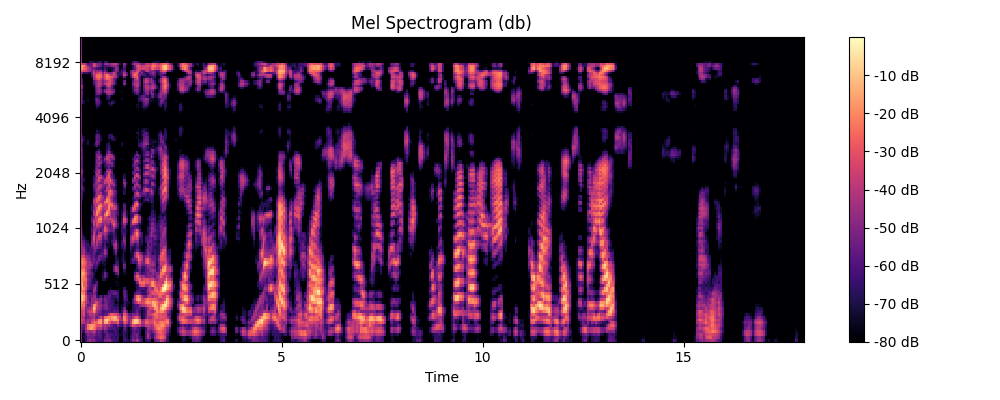 Mel Spectrogram (db)
8192
4096
2048
1024
512
0
Hz
0
5
10
15
Time
-10 dB
-20 dB
-30 dB
-40 dB
-50 dB
-60 dB
-70 dB
-80 dB